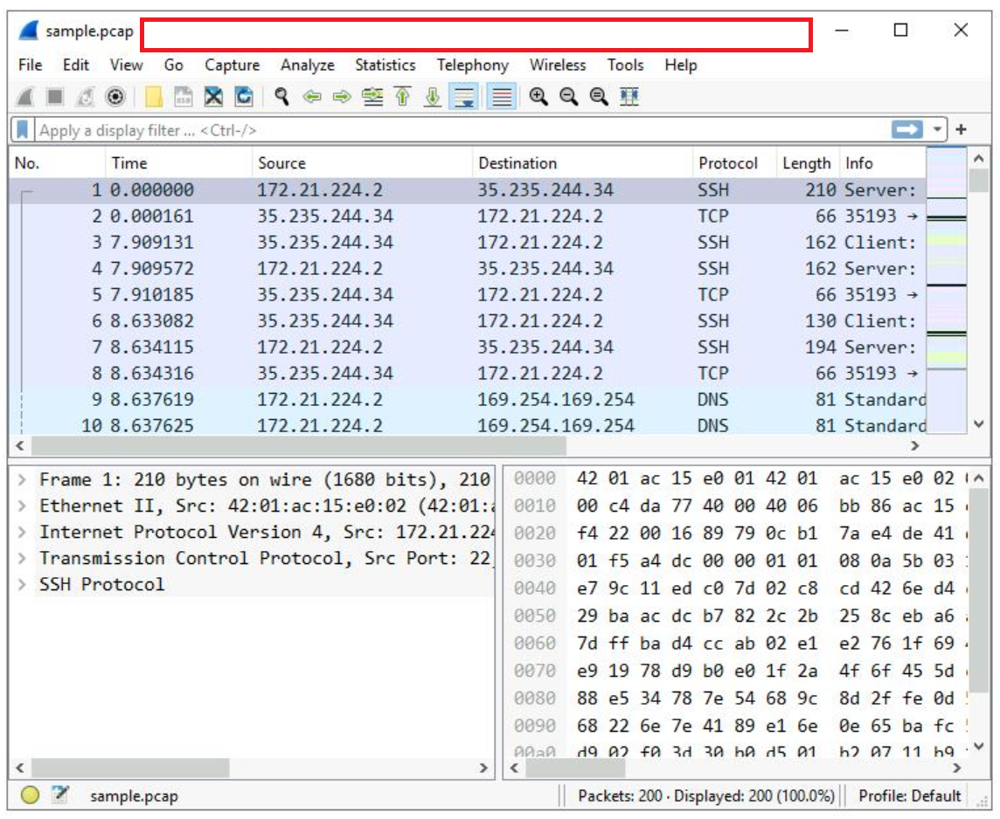 sample.pcap
File Edit View Go Capture Analyze Statistics Telephony Wireless Tools Help
Apply a display filter ... <Ctrl-/>
No. Time Source Destination Protocol Length Info
1 0.000000 172.21.224.2 35.235.244.34 SSH 210 Server:
2 0.000161 35.235.244.34 172.21.224.2 TCP 66 35193 →
3 7.909131 35.235.244.34 172.21.224.2 SSH 162 Client:
4 7.909572 172.21.224.2 35.235.244.34 SSH 162 Server:
5 7.910185 35.235.244.34 172.21.224.2 TCP 66 35193 →
6 8.633082 35.235.244.34 172.21.224.2 SSH 130 Client:
7 8.634115 172.21.224.2 35.235.244.34 SSH 194 Server:
8 8.634316 35.235.244.34 172.21.224.2 TCP 66 35193 →
9 8.637619 172.21.224.2 169.254.169.254 DNS 81 Standard
10 8.637625 172.21.224.2 169.254.169.254 DNS 81 Standard
Frame 1: 210 bytes on wire (1680 bits), 210
Ethernet II, Src: 42:01:ac:15:e0:02 (42:01:a
Internet Protocol Version 4, Src: 172.21.224
Transmission Control Protocol, Src Port: 22,
SSH Protocol
0000 42 01 ac 15 e0 01 42 01 ac 15 e0 02
0010 00 c4 da 77 40 00 40 06 bb 86 ac 15
0020 f4 22 00 16 89 79 0c b1 7a e4 de 41
0030 01 f5 a4 dc 00 00 01 01 08 0a 5b 03
0040 e7 9c 11 ed c0 7d 02 c8 cd 42 6e d4
0050 29 ba ac dc b7 82 2c 2b 25 8c eb a6
0060 7d ff ba d4 cc ab 02 e1 e2 76 1f 69
0070 e9 19 78 d9 b0 e0 1f 2a 4f 6f 45 5d
0080 88 e5 34 78 7e 54 68 9c 8d 2f fe 0d
0090 68 22 6e 7e 41 89 e1 6e 0e 65 ba fc
00a0 d9 02 f0 3d 30 b0 d5 01 b2 07 11 b9
sample.pcap
Packets: 200 · Displayed: 200 (100.0%)
Profile: Default